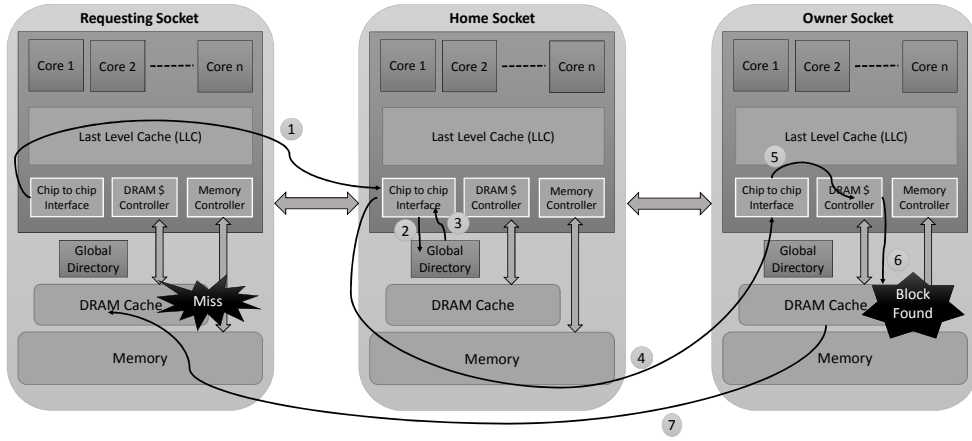 Requesting Socket
Core 1
Core 2
Core n
Last Level Cache (LLC)
Chip to chip
Interface
DRAM $
Controller
Memory
Controller
Global
Directory
DRAM Cache
Miss
Memory
1
Home Socket
Core 1
Core 2
Core n
Last Level Cache (LLC)
Chip to chip
Interface
DRAM $
Controller
Memory
Controller
2
3
Global
Directory
DRAM Cache
Memory
4
Owner Socket
Core 1
Core 2
Core n
Last Level Cache (LLC)
5
Chip to chip
Interface
DRAM $
Controller
Memory
Controller
Global
Directory
6
DRAM Cache
Block
Found
Memory
7